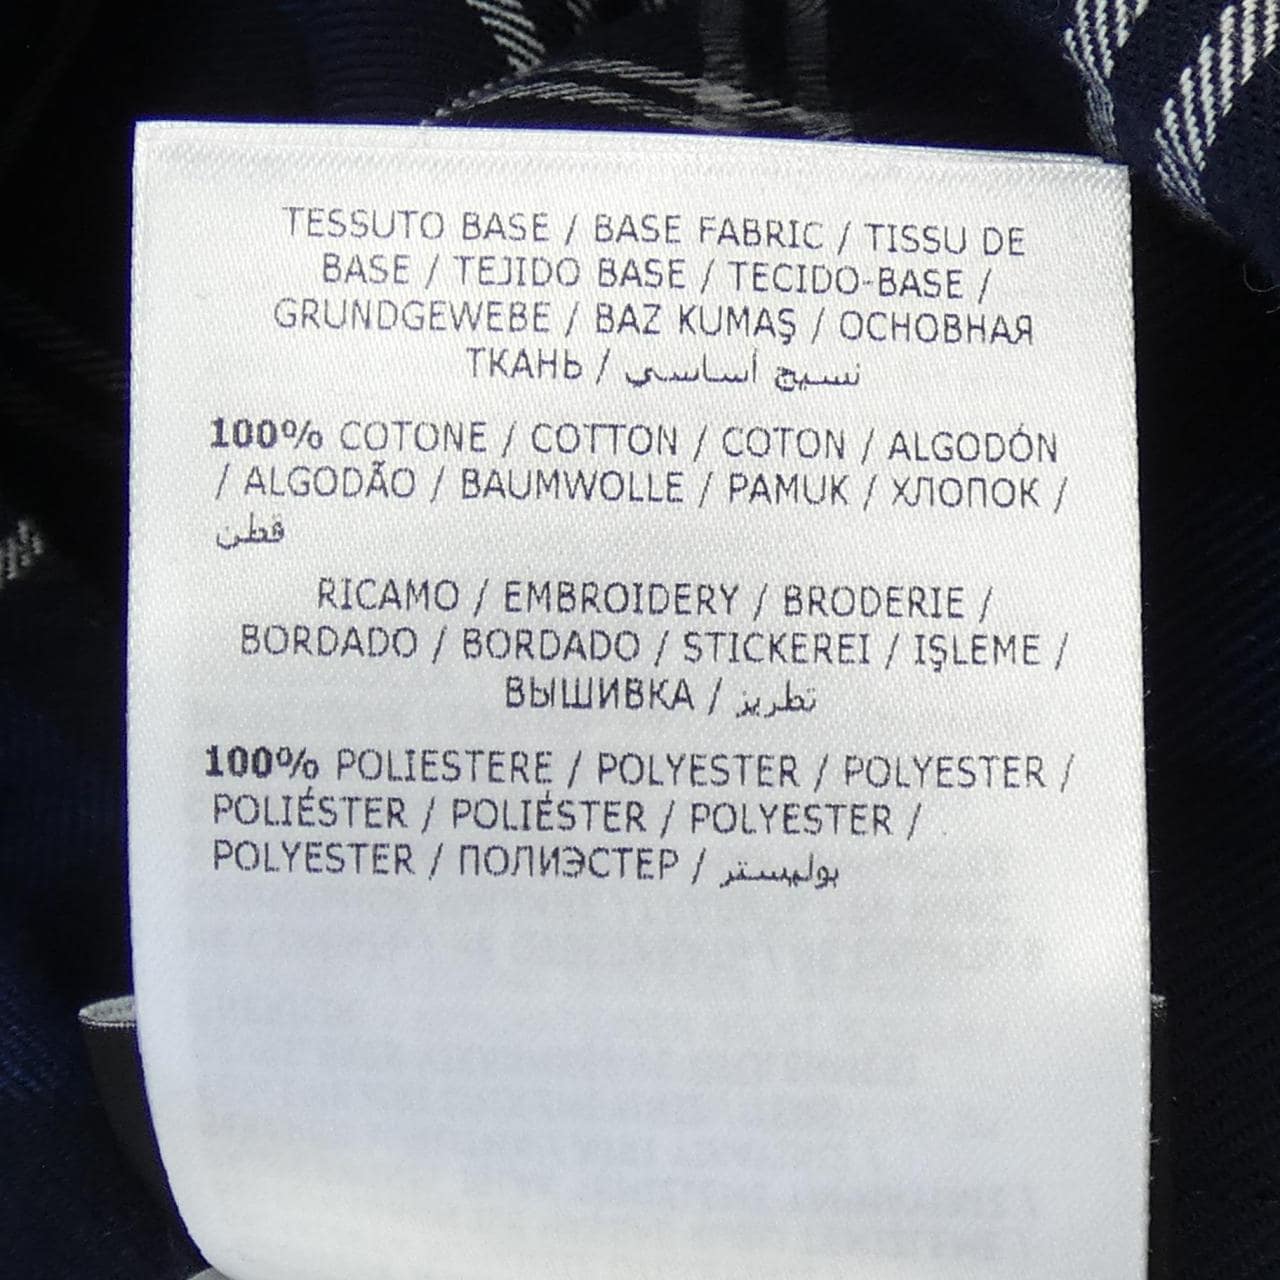 TESSUTO BASE / BASE FABRIC / TISSU DE
BASE / TEJIDO BASE / TECIDO-BASE /
GRUNDGEWEBE / BAZ KUMAŞ / ОСНОВНАЯ
ТКАНЬ / نسيج أساسي
100% COTONE / COTTON / COTON / ALGODÓN
/ ALGODÃO / BAUMWOLLE / PAMUK / ХЛОПОК /
قطن
RICAMO / EMBROIDERY / BRODERIE /
BORDADO / BORDADO / STICKEREI / IŞLEME /
ВЫШИВКА / تطريز
100% POLIESTERE / POLYESTER / POLYESTER /
POLIÉSTER / POLIÉSTER / POLYESTER /
POLYESTER / ПОЛИЭСТЕР / بوليستر